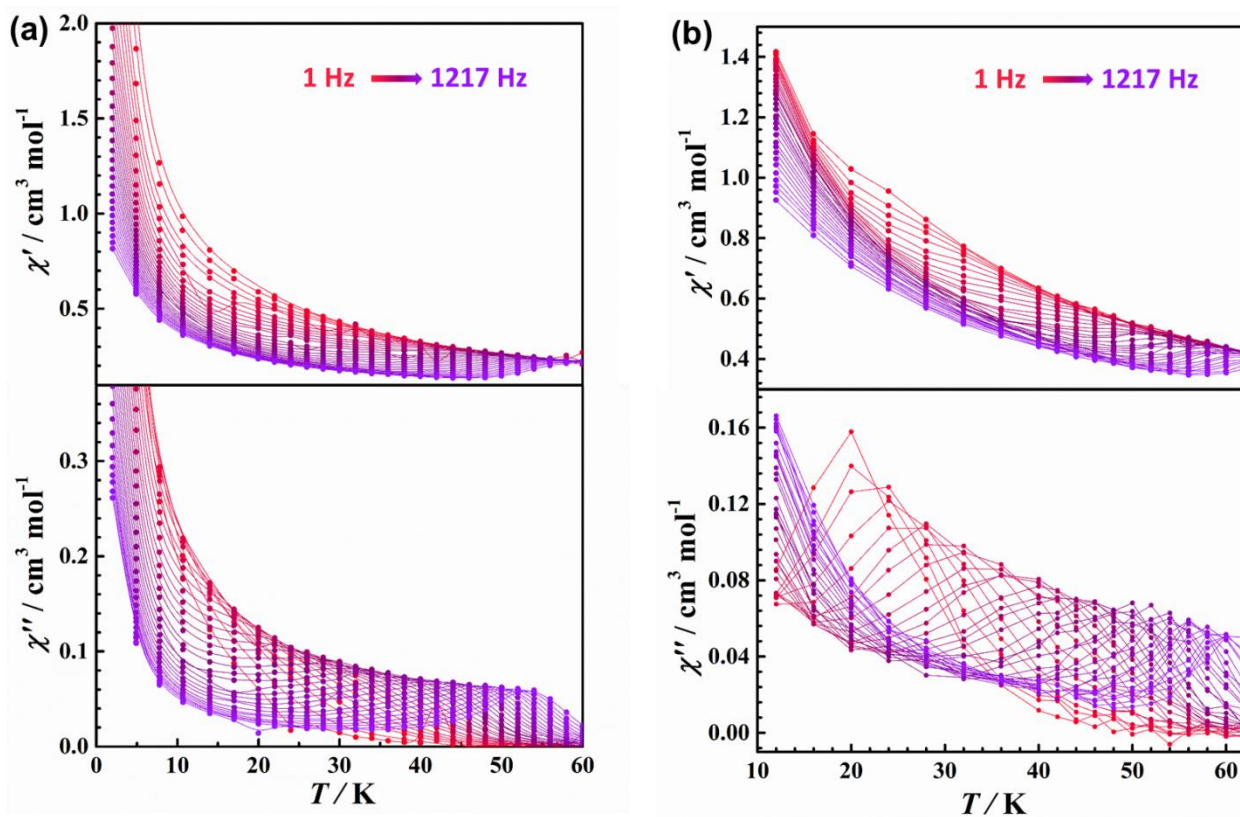 (a)
1 Hz 1217 Hz
2.0
1.5
1.0
0.5
χ′ / cm³ mol⁻¹
0.3
0.2
0.1
0.0
χ″ / cm³ mol⁻¹
0 10 20 30 40 50 60
T / K
(b)
1 Hz 1217 Hz
1.4
1.2
1.0
0.8
0.6
0.4
χ′ / cm³ mol⁻¹
0.16
0.12
0.08
0.04
0.00
χ″ / cm³ mol⁻¹
10 20 30 40 50 60
T / K